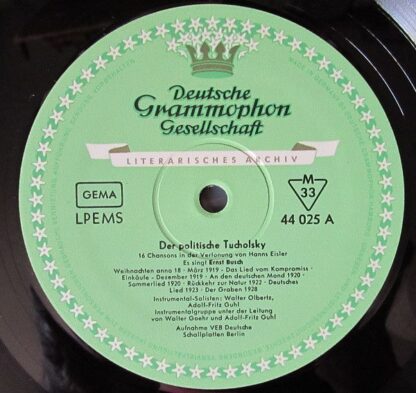 Deutsche
Grammophon
Gesellschaft
LITERARISCHES ARCHIV
GEMA
LPEMS
M
33
44 025 A
Der politische Tucholsky
16 Chansons in der Vertonung von Hanns Eisler
Es singt Ernst Busch
Weihnachten anno 18 · März 1919 · Das Lied vom Kompromiss ·
Einkäufe - Dezember 1919 · An den deutschen Mond 1920 ·
Sammerlied 1920 · Rückkehr zur Natur 1922 · Deutsches
Lied 1923 · Der Graben 1928
Instrumental-Solisten: Walter Olbertz,
Adolf-Fritz Guhl
Instrumentalgruppe unter der Leitung
von Walter Goehr und Adolf-Fritz Guhl
Aufnahme VEB Deutsche
Schallplatten Berlin